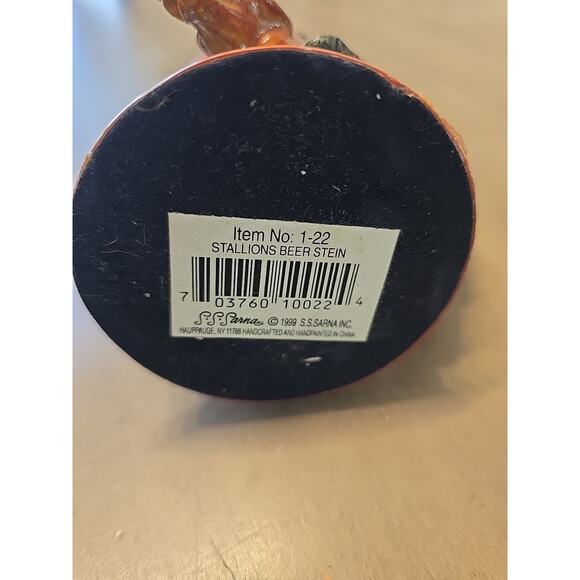 Item No: 1-22
STALLIONS BEER STEIN
7 03760 10022 4
S.S.Sarna © 1999 S.S.SARNA INC.
HAUPPAUGE, NY 11788 HANDCRAFTED AND HANDPAINTED IN CHINA